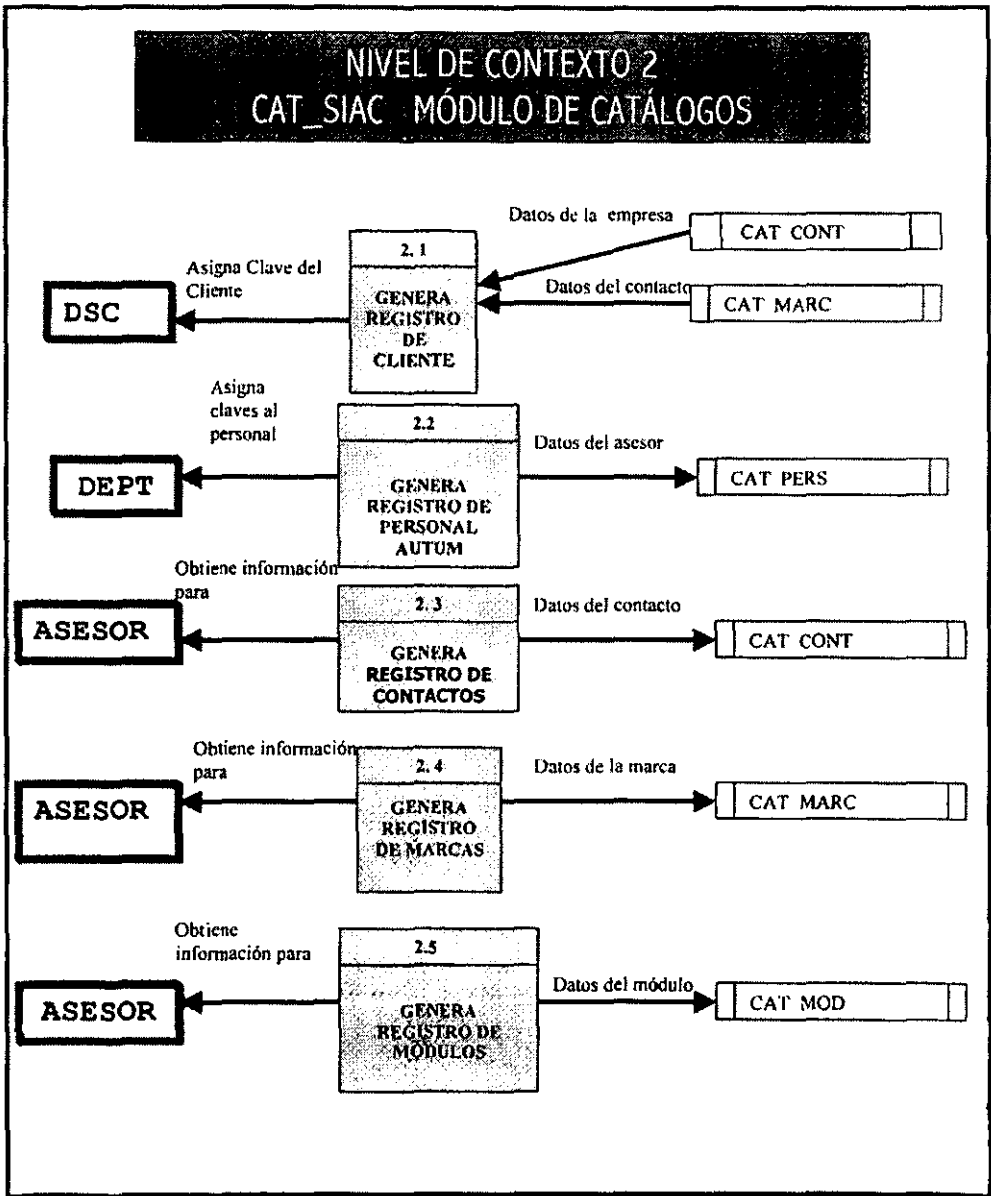 NIVEL DE CONTEXTO 2
CAT_SIAC MÓDULO DE CATÁLOGOS
Datos de la empresa
CAT CONT
2. 1
Asigna Clave del
Cliente
GENERA
REGISTRO
DE
CLIENTE
Datos del contacto
CAT MARC
DSC
Asigna
claves al
personal
2.2
Datos del asesor
DEPT
GENERA
REGISTRO DE
PERSONAL
AUTUM
CAT PERS
Obtiene información
para
2. 3
Datos del contacto
ASESOR
GENERA
REGISTRO DE
CONTACTOS
CAT CONT
Obtiene información
para
2. 4
Datos de la marca
ASESOR
GENERA
REGISTRO
DE MARCAS
CAT MARC
Obtiene
información para
2.5
Datos del módulo
ASESOR
GENERA
REGISTRO DE
MÓDULOS
CAT MOD